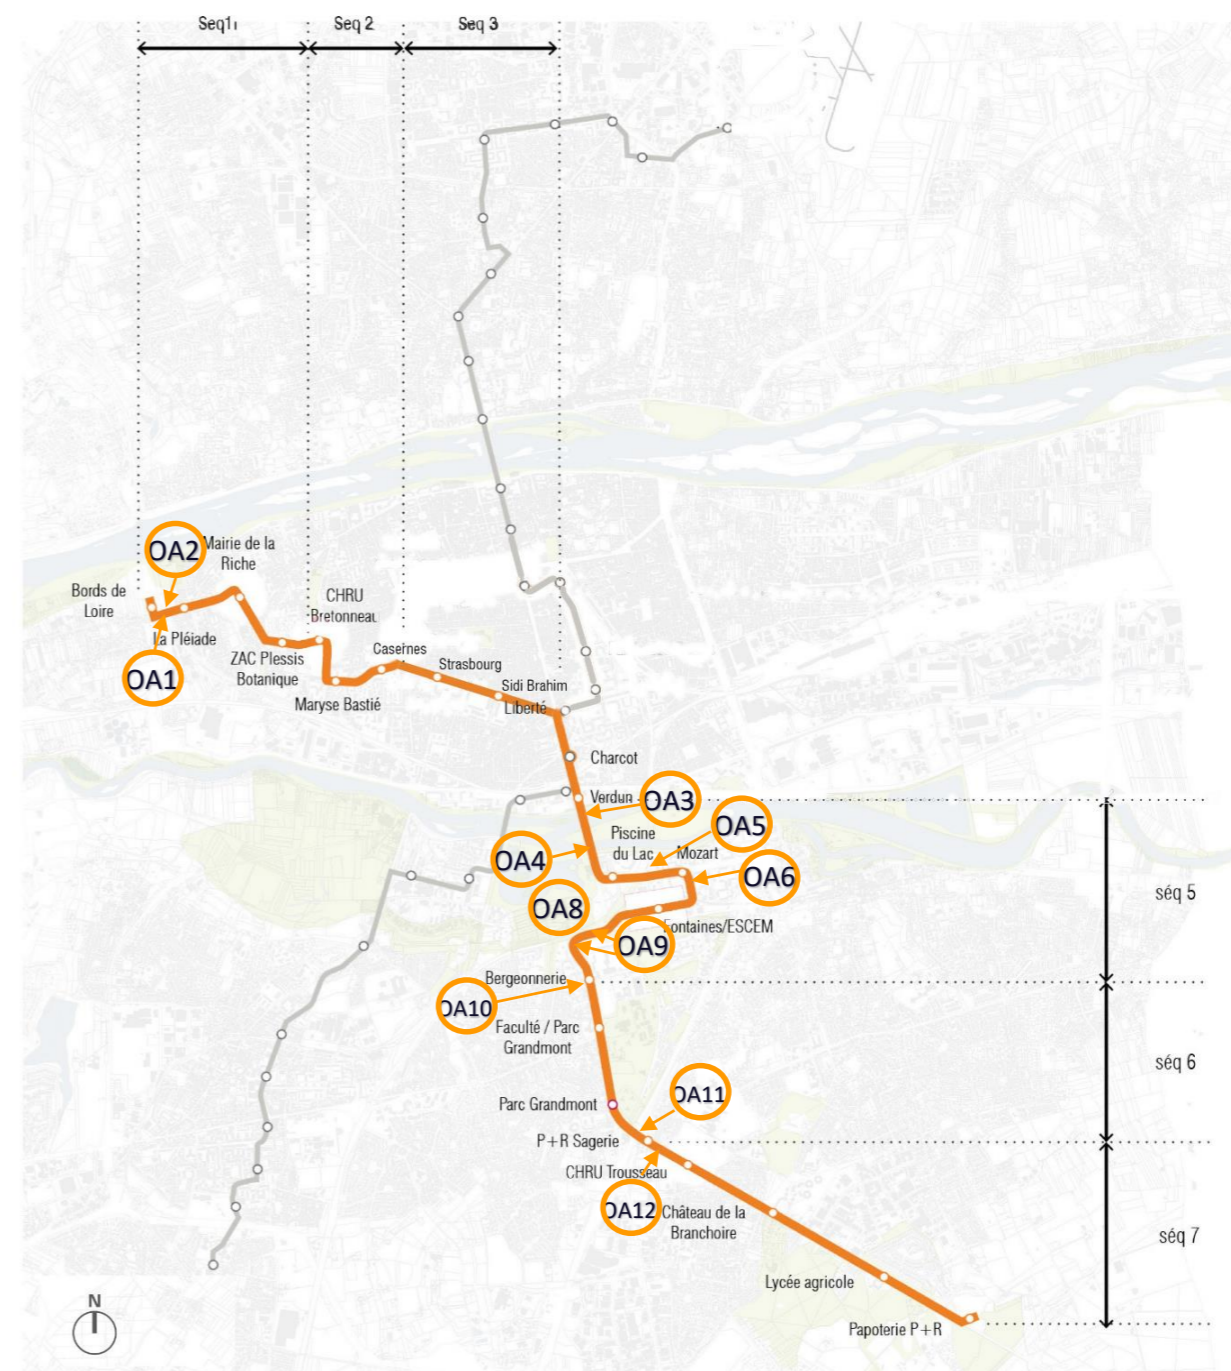 Seq1
Seq 2
Seq 3
OA2
Mairie de la
Riche
Bords de
Loire
CHRU
Bretonneau
La Pléiade
OA1
ZAC Plessis
Botanique
Casernes
Strasbourg
Maryse Bastié
Sidi Brahim
Liberté
Charcot
Verdun
OA3
Piscine
du Lac
OA5
Mozart
OA4
OA6
séq 5
OA8
Fontaines/ESCEM
OA9
Bergeonnerie
OA10
Faculté / Parc
Grandmont
séq 6
OA11
Parc Grandmont
P+R Sagerie
CHRU Trousseau
OA12
Château de la
Branchoire
séq 7
Lycée agricole
Papoterie P+R
N